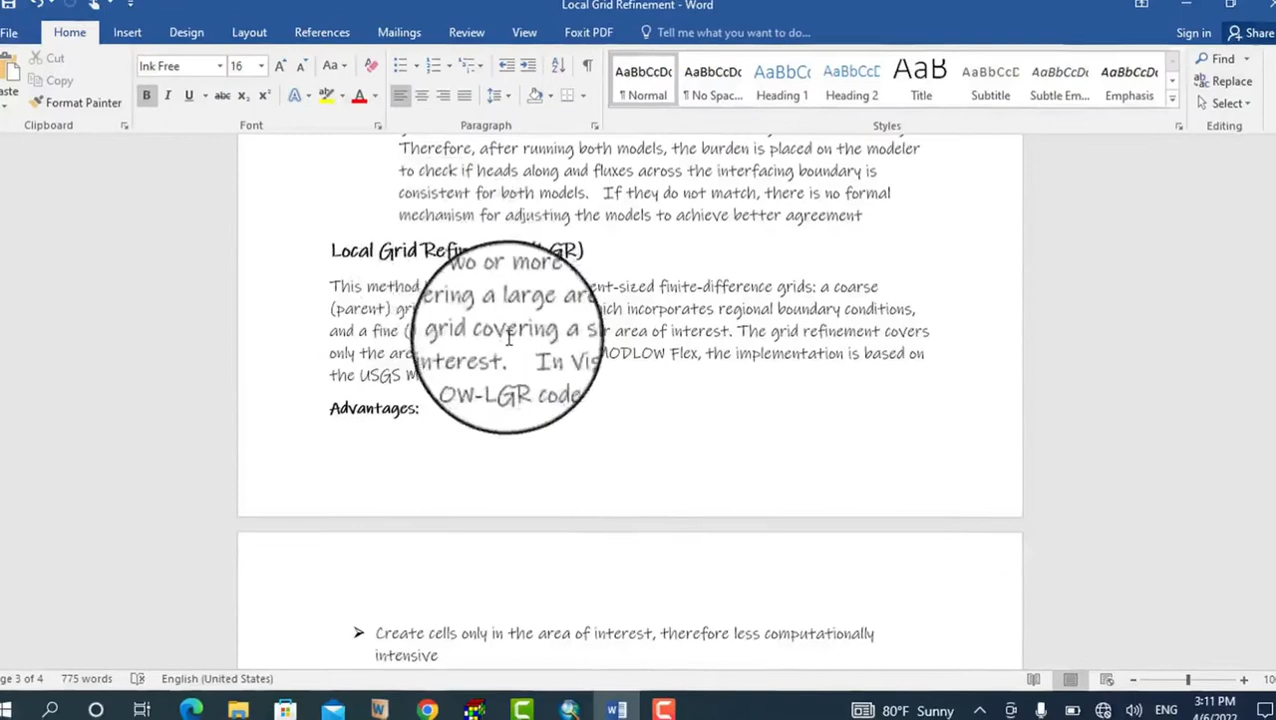 Local Grid Refinement - Word
File Home Insert Design Layout References Mailings Review View Foxit PDF Tell me what you want to do... Sign in Share
Cut
Copy
Format Painter
Clipboard
Ink Free 16
Font
Paragraph
AaBbCcDc AaBbCcDc AaBbCc AaBbCcD AaB AaBbCcD AaBbCcDc AaBbCcDc
¶ Normal ¶ No Spac... Heading 1 Heading 2 Title Subtitle Subtle Em... Emphasis
Styles
Find
Replace
Select
Editing
Therefore, after running both models, the burden is placed on the modeler
to check if heads along and fluxes across the interfacing boundary is
consistent for both models. If they do not match, there is no formal
mechanism for adjusting the models to achieve better agreement
Local Grid Refin GR)
This method wo or more ent-sized finite-difference grids: a coarse
(parent) gr ering a large are hich incorporates regional boundary conditions,
and a fine ( grid covering a s r area of interest. The grid refinement covers
only the are nterest. In Vis MODLOW Flex, the implementation is based on
the USGS m OW-LGR code
Advantages:
➤ Create cells only in the area of interest, therefore less computationally
intensive
ge 3 of 4 775 words English (United States)
80°F Sunny ENG 3:11 PM